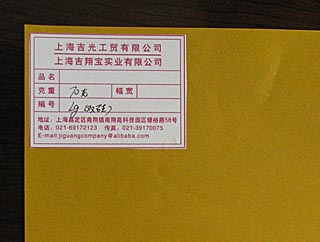 上海吉光工贸有限公司
上海吉翔宝实业有限公司
品名
克重 70g 幅宽
编号
地址：上海嘉定区南翔镇南翔高科技园区银裕路58号
电话：021-69172123 传真：021-39170075
E-mail:jiguangcompany@alibaba.com